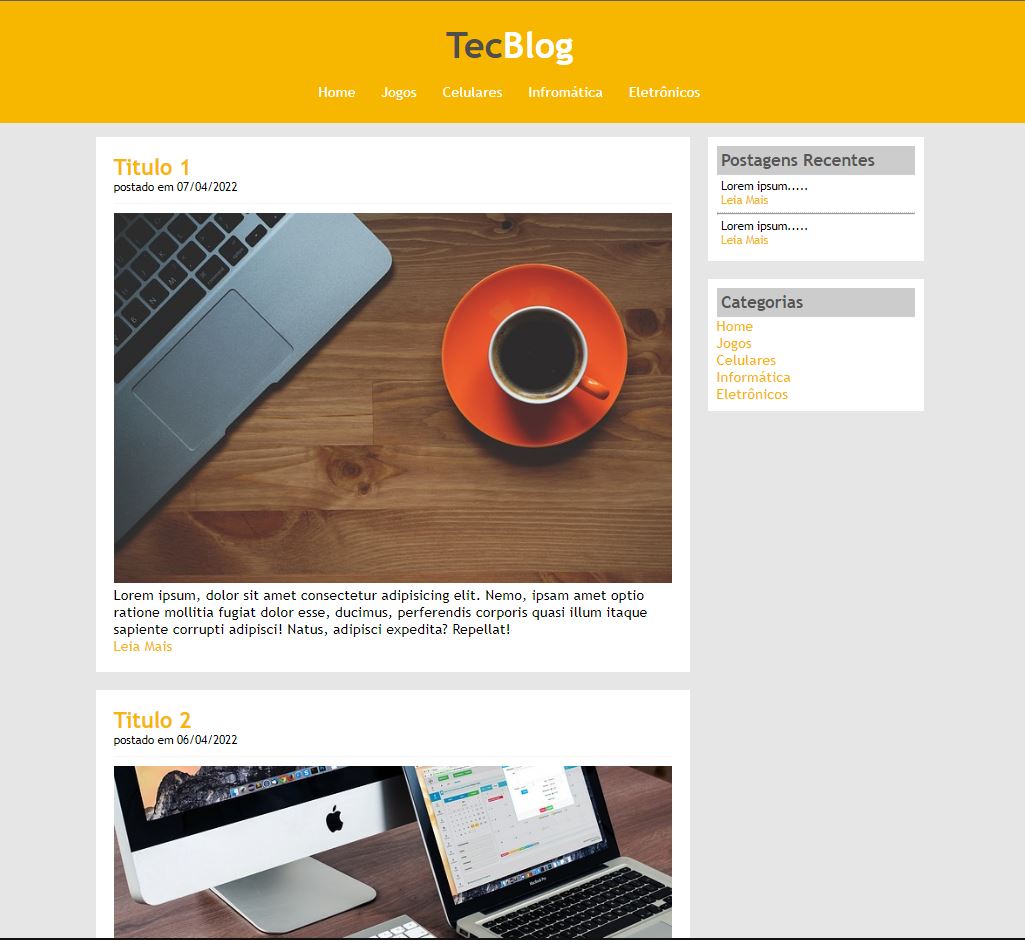 TecBlog
Home Jogos Celulares Infromática Eletrônicos
Titulo 1
postado em 07/04/2022
Lorem ipsum, dolor sit amet consectetur adipisicing elit. Nemo, ipsam amet optio
ratione mollitia fugiat dolor esse, ducimus, perferendis corporis quasi illum itaque
sapiente corrupti adipisci! Natus, adipisci expedita? Repellat!
Leia Mais
Titulo 2
postado em 06/04/2022
Postagens Recentes
Lorem ipsum.....
Leia Mais
Lorem ipsum.....
Leia Mais
Categorias
Home
Jogos
Celulares
Informática
Eletrônicos